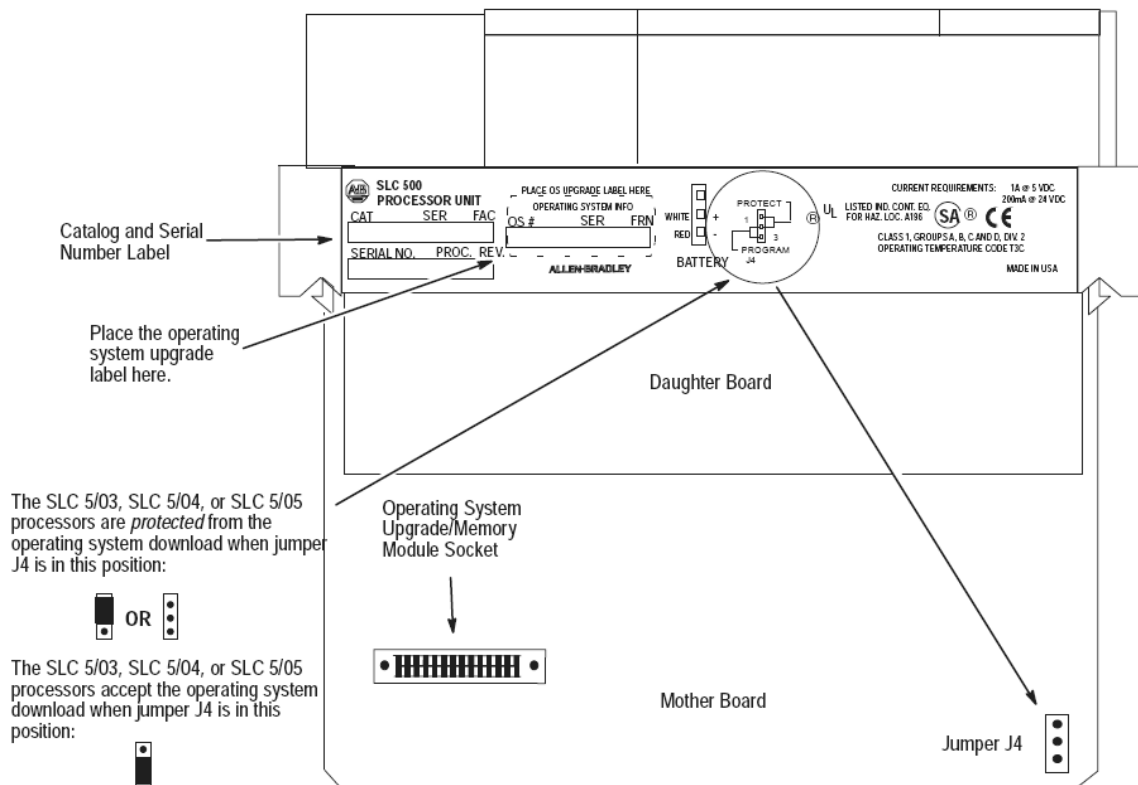 AB
SLC 500
PROCESSOR UNIT
CAT SER FAC
SERIAL NO. PROC. REV.
PLACE OS UPGRADE LABEL HERE
OPERATING SYSTEM INFO
OS # SER FRN
ALLEN-BRADLEY
WHITE +
RED -
BATTERY
PROTECT
1
3
PROGRAM
J4
®
UL
LISTED IND. CONT. EQ.
FOR HAZ. LOC. A196
SA ® CE
CURRENT REQUIREMENTS: 1A @ 5 VDC
200mA @ 24 VDC
CLASS 1, GROUPS A, B, C AND D, DIV. 2
OPERATING TEMPERATURE CODE T3C
MADE IN USA
Catalog and Serial
Number Label
Place the operating
system upgrade
label here.
Daughter Board
The SLC 5/03, SLC 5/04, or SLC 5/05
processors are protected from the
operating system download when jumper
J4 is in this position:
OR
The SLC 5/03, SLC 5/04, or SLC 5/05
processors accept the operating system
download when jumper J4 is in this
position:
Operating System
Upgrade/Memory
Module Socket
Mother Board
Jumper J4